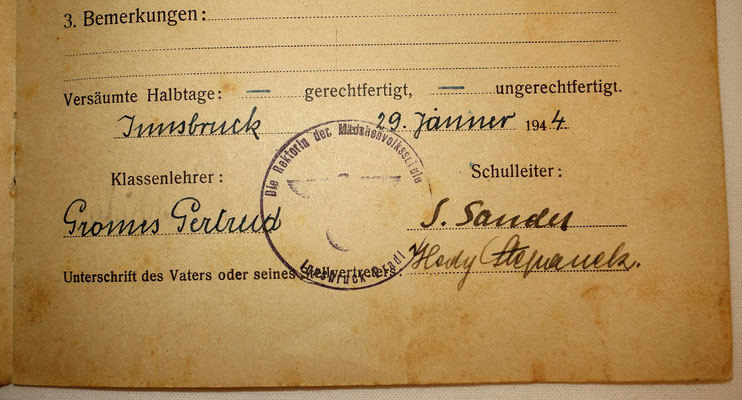 3. Bemerkungen:
Versäumte Halbtage: — gerechtfertigt, — ungerechtfertigt.
Innsbruck 29. Jänner 1944
Die Rektorin der Mädchenvolksschule
Klassenlehrer: Schulleiter:
Gromes Gertrud S. Sander
Innsbruck Stadt
Unterschrift des Vaters oder seines Stellvertreters: Hedy Stepanek.